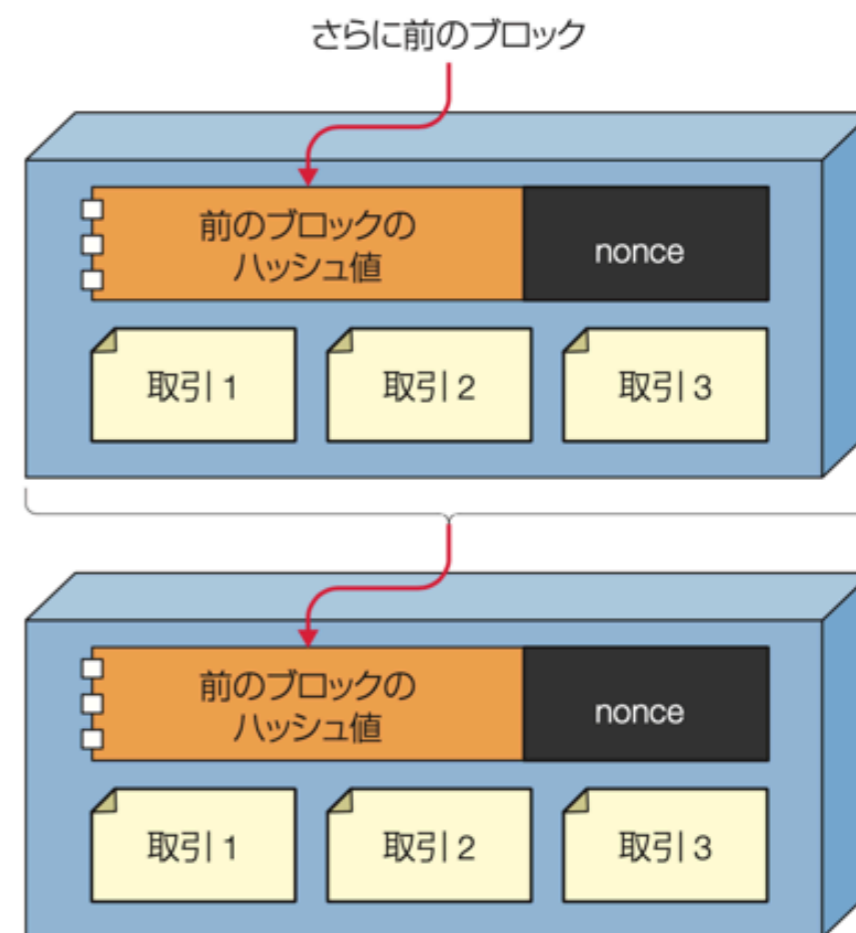 さらに前のブロック
前のブロックの
ハッシュ値
nonce
取引 1
取引 2
取引 3
前のブロックの
ハッシュ値
nonce
取引 1
取引 2
取引 3